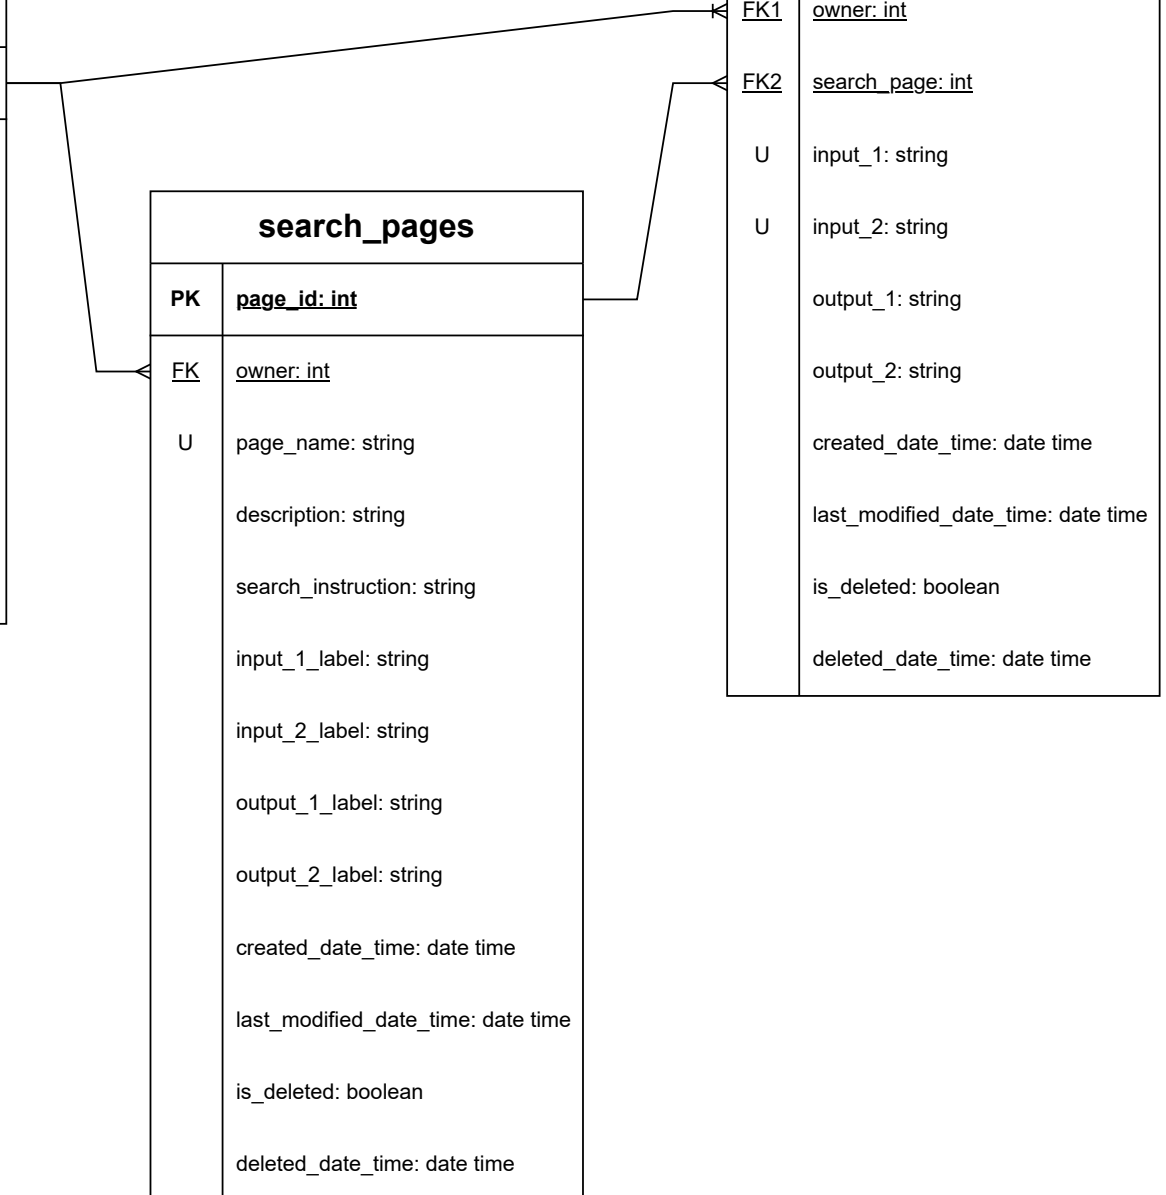 FK1 owner: int
FK2 search_page: int
U input_1: string
U input_2: string
output_1: string
output_2: string
created_date_time: date time
last_modified_date_time: date time
is_deleted: boolean
deleted_date_time: date time
search_pages
PK page_id: int
FK owner: int
U page_name: string
description: string
search_instruction: string
input_1_label: string
input_2_label: string
output_1_label: string
output_2_label: string
created_date_time: date time
last_modified_date_time: date time
is_deleted: boolean
deleted_date_time: date time